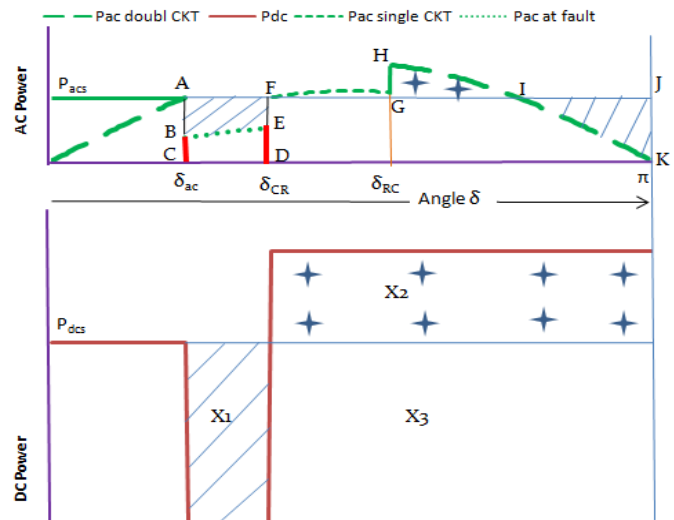 Pac doubl CKT Pdc Pac single CKT Pac at fault
H
Pacs A F I J
G
B E
C D K
AC Power
δac δCR δRC π
Angle δ
X2
Pdcs
X1 X3
DC Power